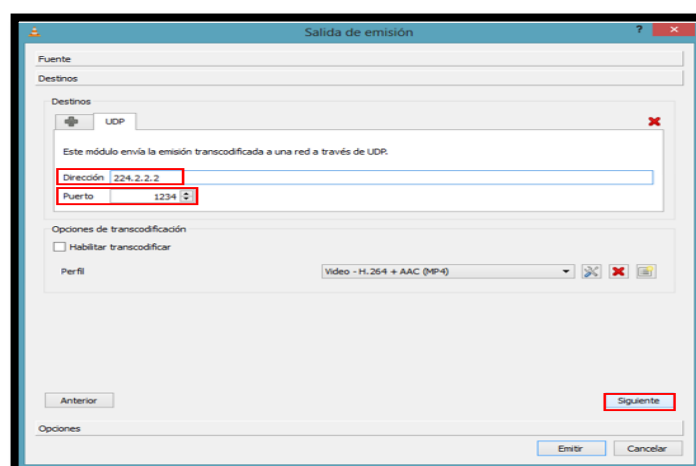 Salida de emisión ?
Fuente
Destinos
Destinos
UDP
Este módulo envía la emisión transcodificada a una red a través de UDP.
Dirección 224.2.2.2
Puerto 1234
Opciones de transcodificación
Habilitar transcodificar
Perfil Video - H.264 + AAC (MP4)
Anterior Siguiente
Opciones
Emitir Cancelar